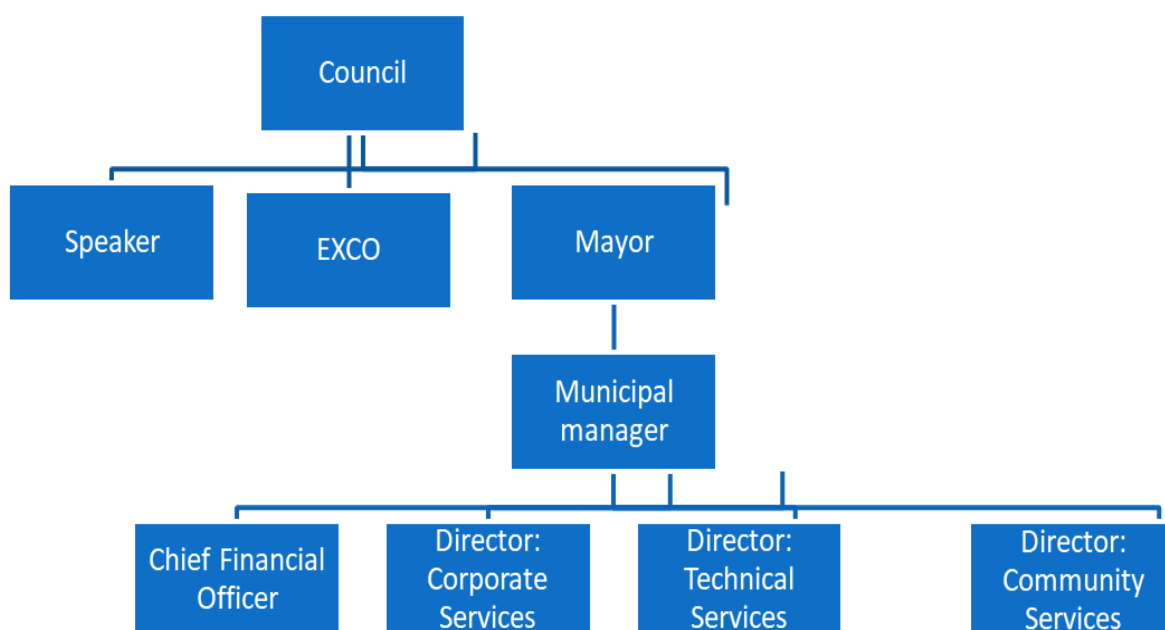 Council
Speaker
EXCO
Mayor
Municipal
manager
Chief Financial
Officer
Director:
Corporate
Services
Director:
Technical
Services
Director:
Community
Services